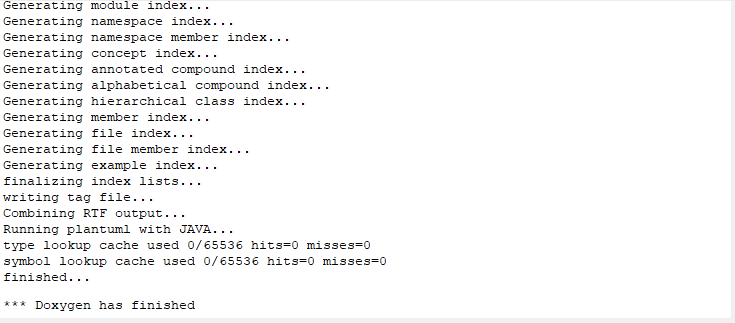 Generating module index...
Generating namespace index...
Generating namespace member index...
Generating concept index...
Generating annotated compound index...
Generating alphabetical compound index...
Generating hierarchical class index...
Generating member index...
Generating file index...
Generating file member index...
Generating example index...
finalizing index lists...
writing tag file...
Combining RTF output...
Running plantuml with JAVA...
type lookup cache used 0/65536 hits=0 misses=0
symbol lookup cache used 0/65536 hits=0 misses=0
finished...
*** Doxygen has finished